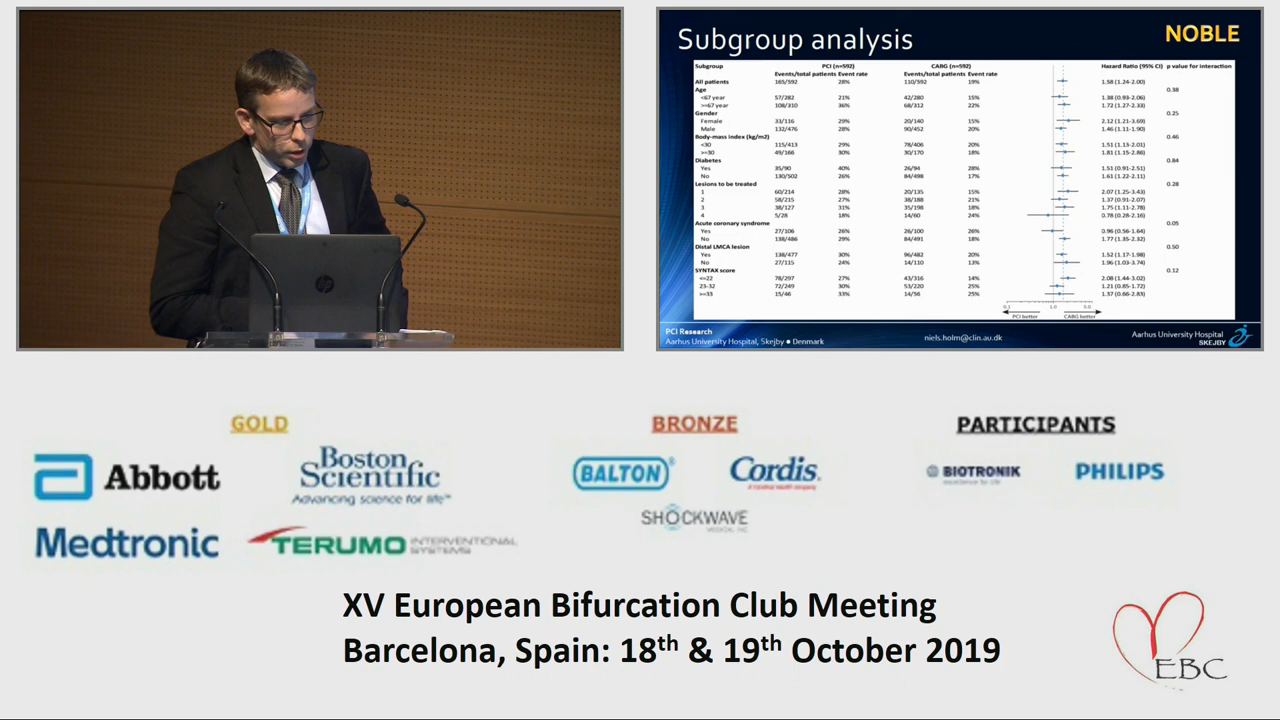 Subgroup analysis
NOBLE
Subgroup PCI (n=592) CABG (n=592) Hazard Ratio (95% CI) p value for interaction
Events/total patients Event rate Events/total patients Event rate
All patients 165/592 28% 110/592 19% 1.58 (1.24-2.00)
Age 0.38
<67 year 57/282 21% 42/280 15% 1.38 (0.93-2.06)
>=67 year 108/310 36% 68/312 22% 1.72 (1.27-2.33)
Gender 0.25
Female 33/116 29% 20/140 15% 2.12 (1.21-3.69)
Male 132/476 28% 90/452 20% 1.46 (1.11-1.90)
Body-mass index (kg/m2) 0.46
<30 115/413 29% 78/406 20% 1.51 (1.13-2.01)
>=30 49/166 30% 30/170 18% 1.81 (1.15-2.86)
Diabetes 0.84
Yes 35/90 40% 26/94 28% 1.51 (0.91-2.51)
No 130/502 26% 84/498 17% 1.61 (1.22-2.11)
Lesions to be treated 0.28
1 60/214 28% 20/135 15% 2.07 (1.25-3.43)
2 58/215 27% 38/188 21% 1.37 (0.91-2.07)
3 38/127 31% 35/198 18% 1.75 (1.11-2.78)
4 5/28 18% 14/60 24% 0.78 (0.28-2.16)
Acute coronary syndrome 0.05
Yes 27/106 26% 26/100 26% 0.96 (0.56-1.64)
No 138/486 29% 84/491 18% 1.77 (1.35-2.32)
Distal LMCA lesion 0.50
Yes 138/477 30% 96/482 20% 1.52 (1.17-1.98)
No 27/115 24% 14/110 13% 1.96 (1.03-3.74)
SYNTAX score 0.12
<=22 78/297 27% 43/316 14% 2.08 (1.44-3.02)
23-32 72/249 30% 53/220 25% 1.21 (0.85-1.72)
>=33 15/46 33% 14/56 25% 1.37 (0.66-2.83)
0.1 1.0 5.0
PCI better CABG better
PCI Research
Aarhus University Hospital, Skejby ● Denmark
niels.holm@clin.au.dk
Aarhus University Hospital
SKEJBY
hp
GOLD
BRONZE
PARTICIPANTS
Abbott
Boston
Scientific
Advancing science for life™
BALTON®
Cordis
BIOTRONIK
excellence for life
PHILIPS
SHOCKWAVE
MEDICAL, INC
Medtronic
TERUMO INTERVENTIONAL
SYSTEMS
XV European Bifurcation Club Meeting
Barcelona, Spain: 18th & 19th October 2019
EBC